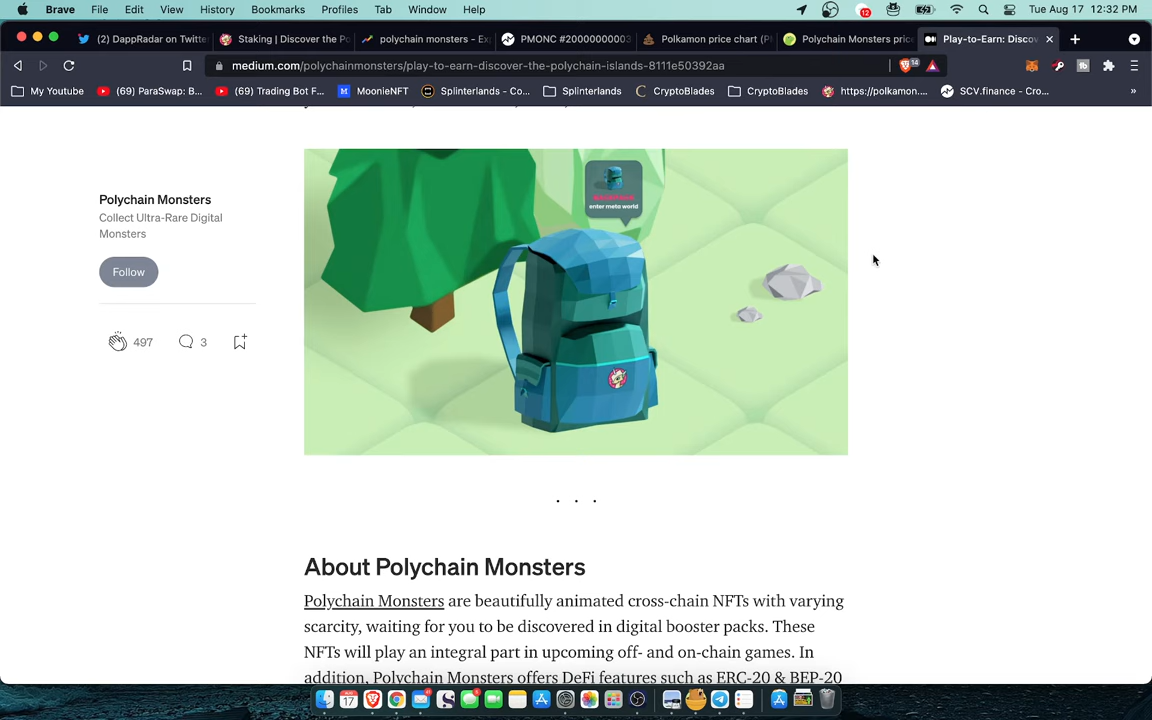 Brave File Edit View History Bookmarks Profiles Tab Window Help 12 Tue Aug 17 12:32 PM
(2) DappRadar on Twitte Staking | Discover the Po polychain monsters - Ex PMONC #20000000003 Polkamon price chart (P Polychain Monsters pric Play-to-Earn: Discov
medium.com/polychainmonsters/play-to-earn-discover-the-polychain-islands-8111e50392aa 14
My Youtube (69) ParaSwap: B... (69) Trading Bot F... MoonieNFT Splinterlands - Co... Splinterlands CryptoBlades CryptoBlades https://polkamon.... SCV.finance - Cro... »
Polychain Monsters
Collect Ultra-Rare Digital
Monsters
Follow
497 3
enter meta world
About Polychain Monsters
Polychain Monsters are beautifully animated cross-chain NFTs with varying
scarcity, waiting for you to be discovered in digital booster packs. These
NFTs will play an integral part in upcoming off- and on-chain games. In
addition, Polychain Monsters offers DeFi features such as ERC-20 & BEP-20